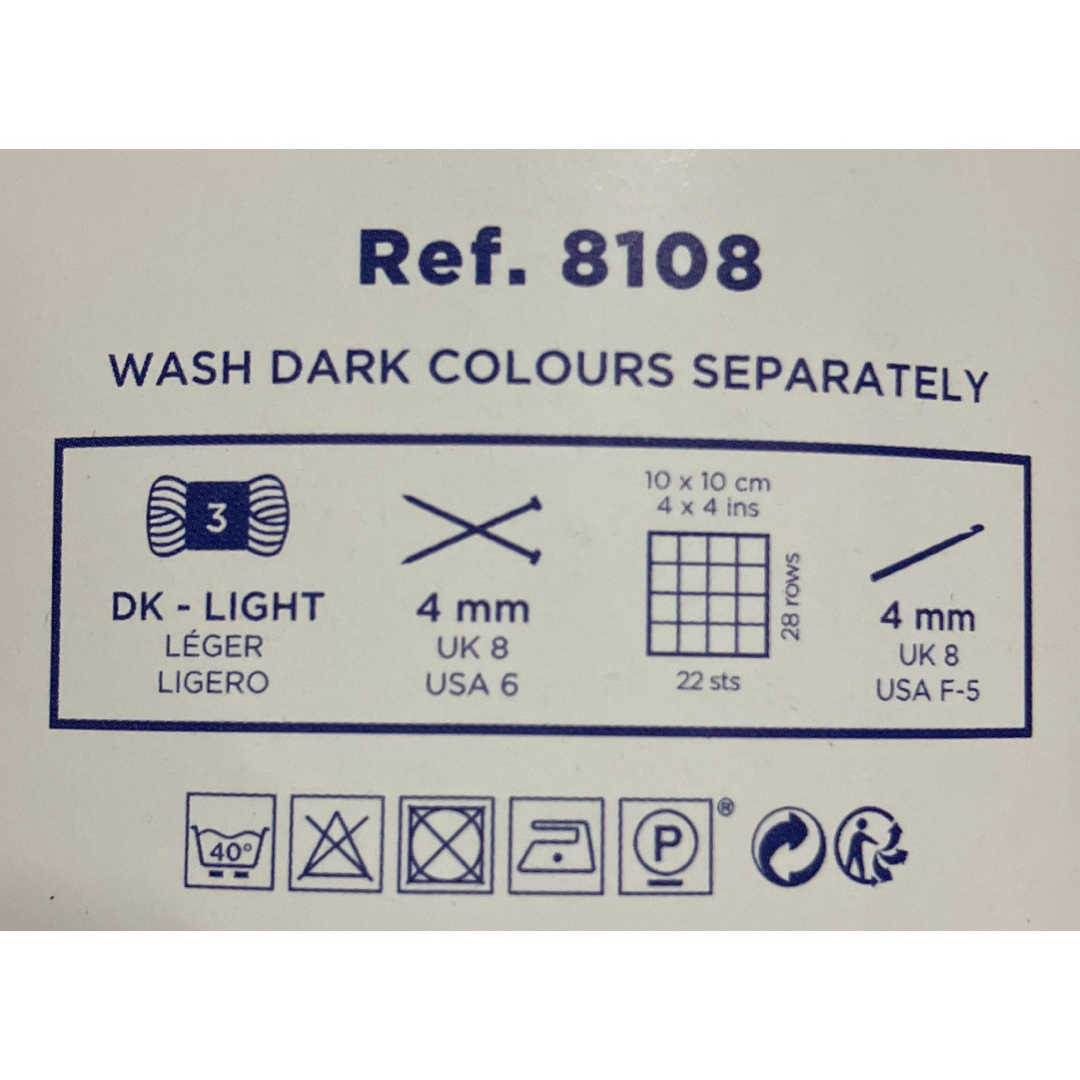 Ref. 8108
WASH DARK COLOURS SEPARATELY
3
DK - LIGHT
LÉGER
LIGERO
4 mm
UK 8
USA 6
10 x 10 cm
4 x 4 ins
28 rows
22 sts
4 mm
UK 8
USA F-5
40°
P
®